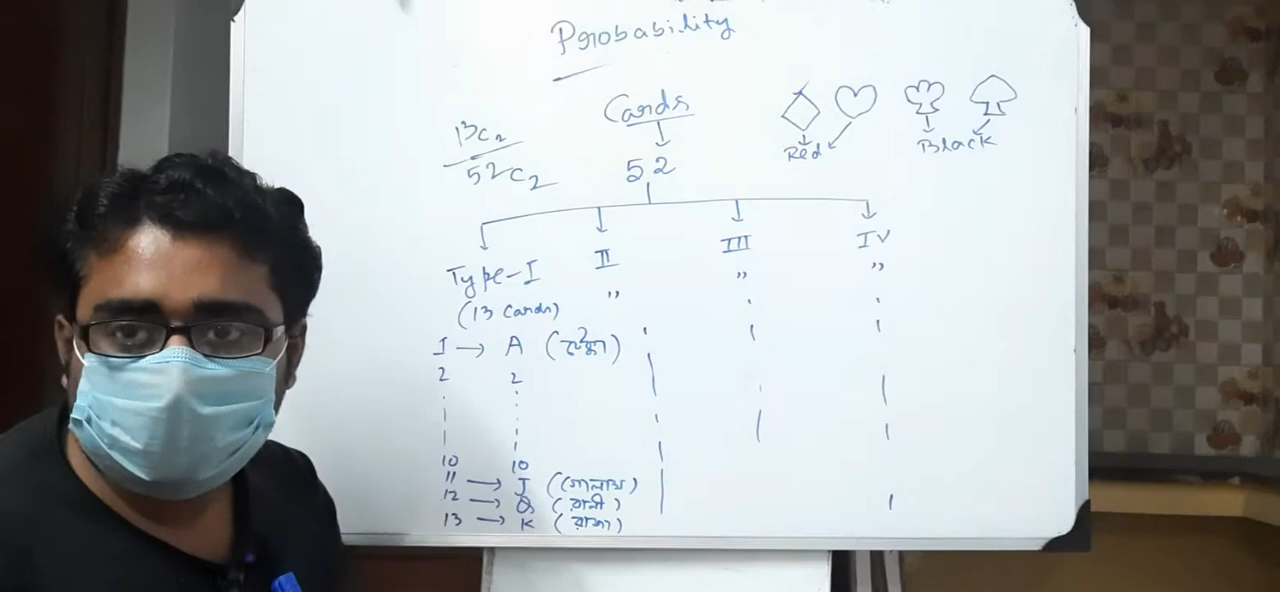 Probability
Cards
13c2
52c2
52
Red
Black
Type-I II III IV
" " "
(13 Cards)
1 → A (টেক্কা)
2 2
10 10
11 → J (গোলাম)
12 → Q (রানী)
13 → K (রাজা)